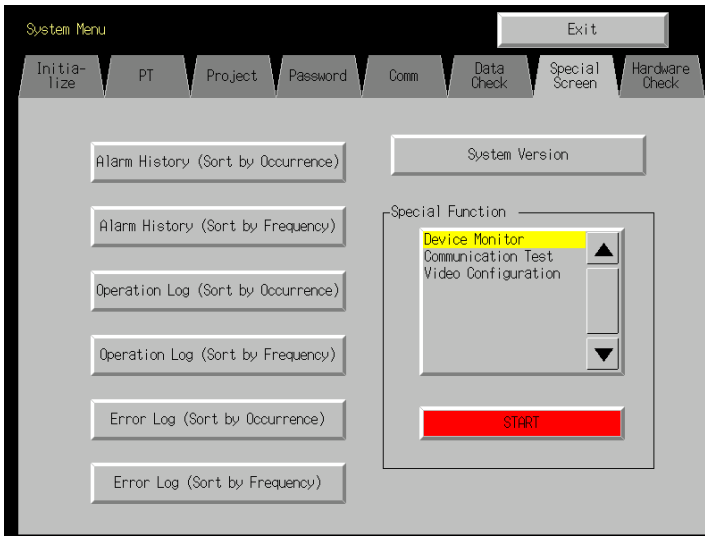 System Menu
Exit
Initia-
lize
PT
Project
Password
Comm
Data
Check
Special
Screen
Hardware
Check
Alarm History (Sort by Occurrence)
Alarm History (Sort by Frequency)
Operation Log (Sort by Occurrence)
Operation Log (Sort by Frequency)
Error Log (Sort by Occurrence)
Error Log (Sort by Frequency)
System Version
Special Function
Device Monitor
Communication Test
Video Configuration
START